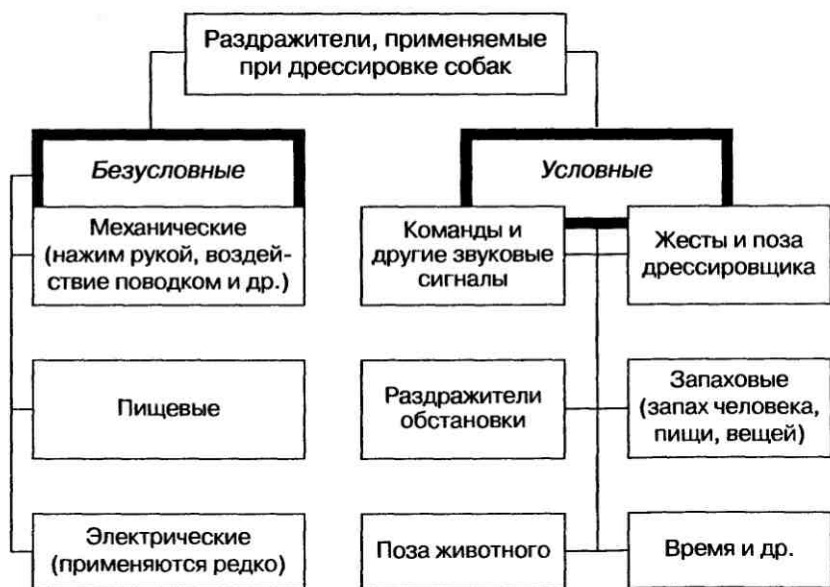 Раздражители, применяемые
при дрессировке собак
Безусловные
Условные
Механические
(нажим рукой, воздей-
ствие поводком и др.)
Команды и
другие звуковые
сигналы
Жесты и поза
дрессировщика
Пищевые
Раздражители
обстановки
Запаховые
(запах человека,
пищи, вещей)
Электрические
(применяются редко)
Поза животного
Время и др.